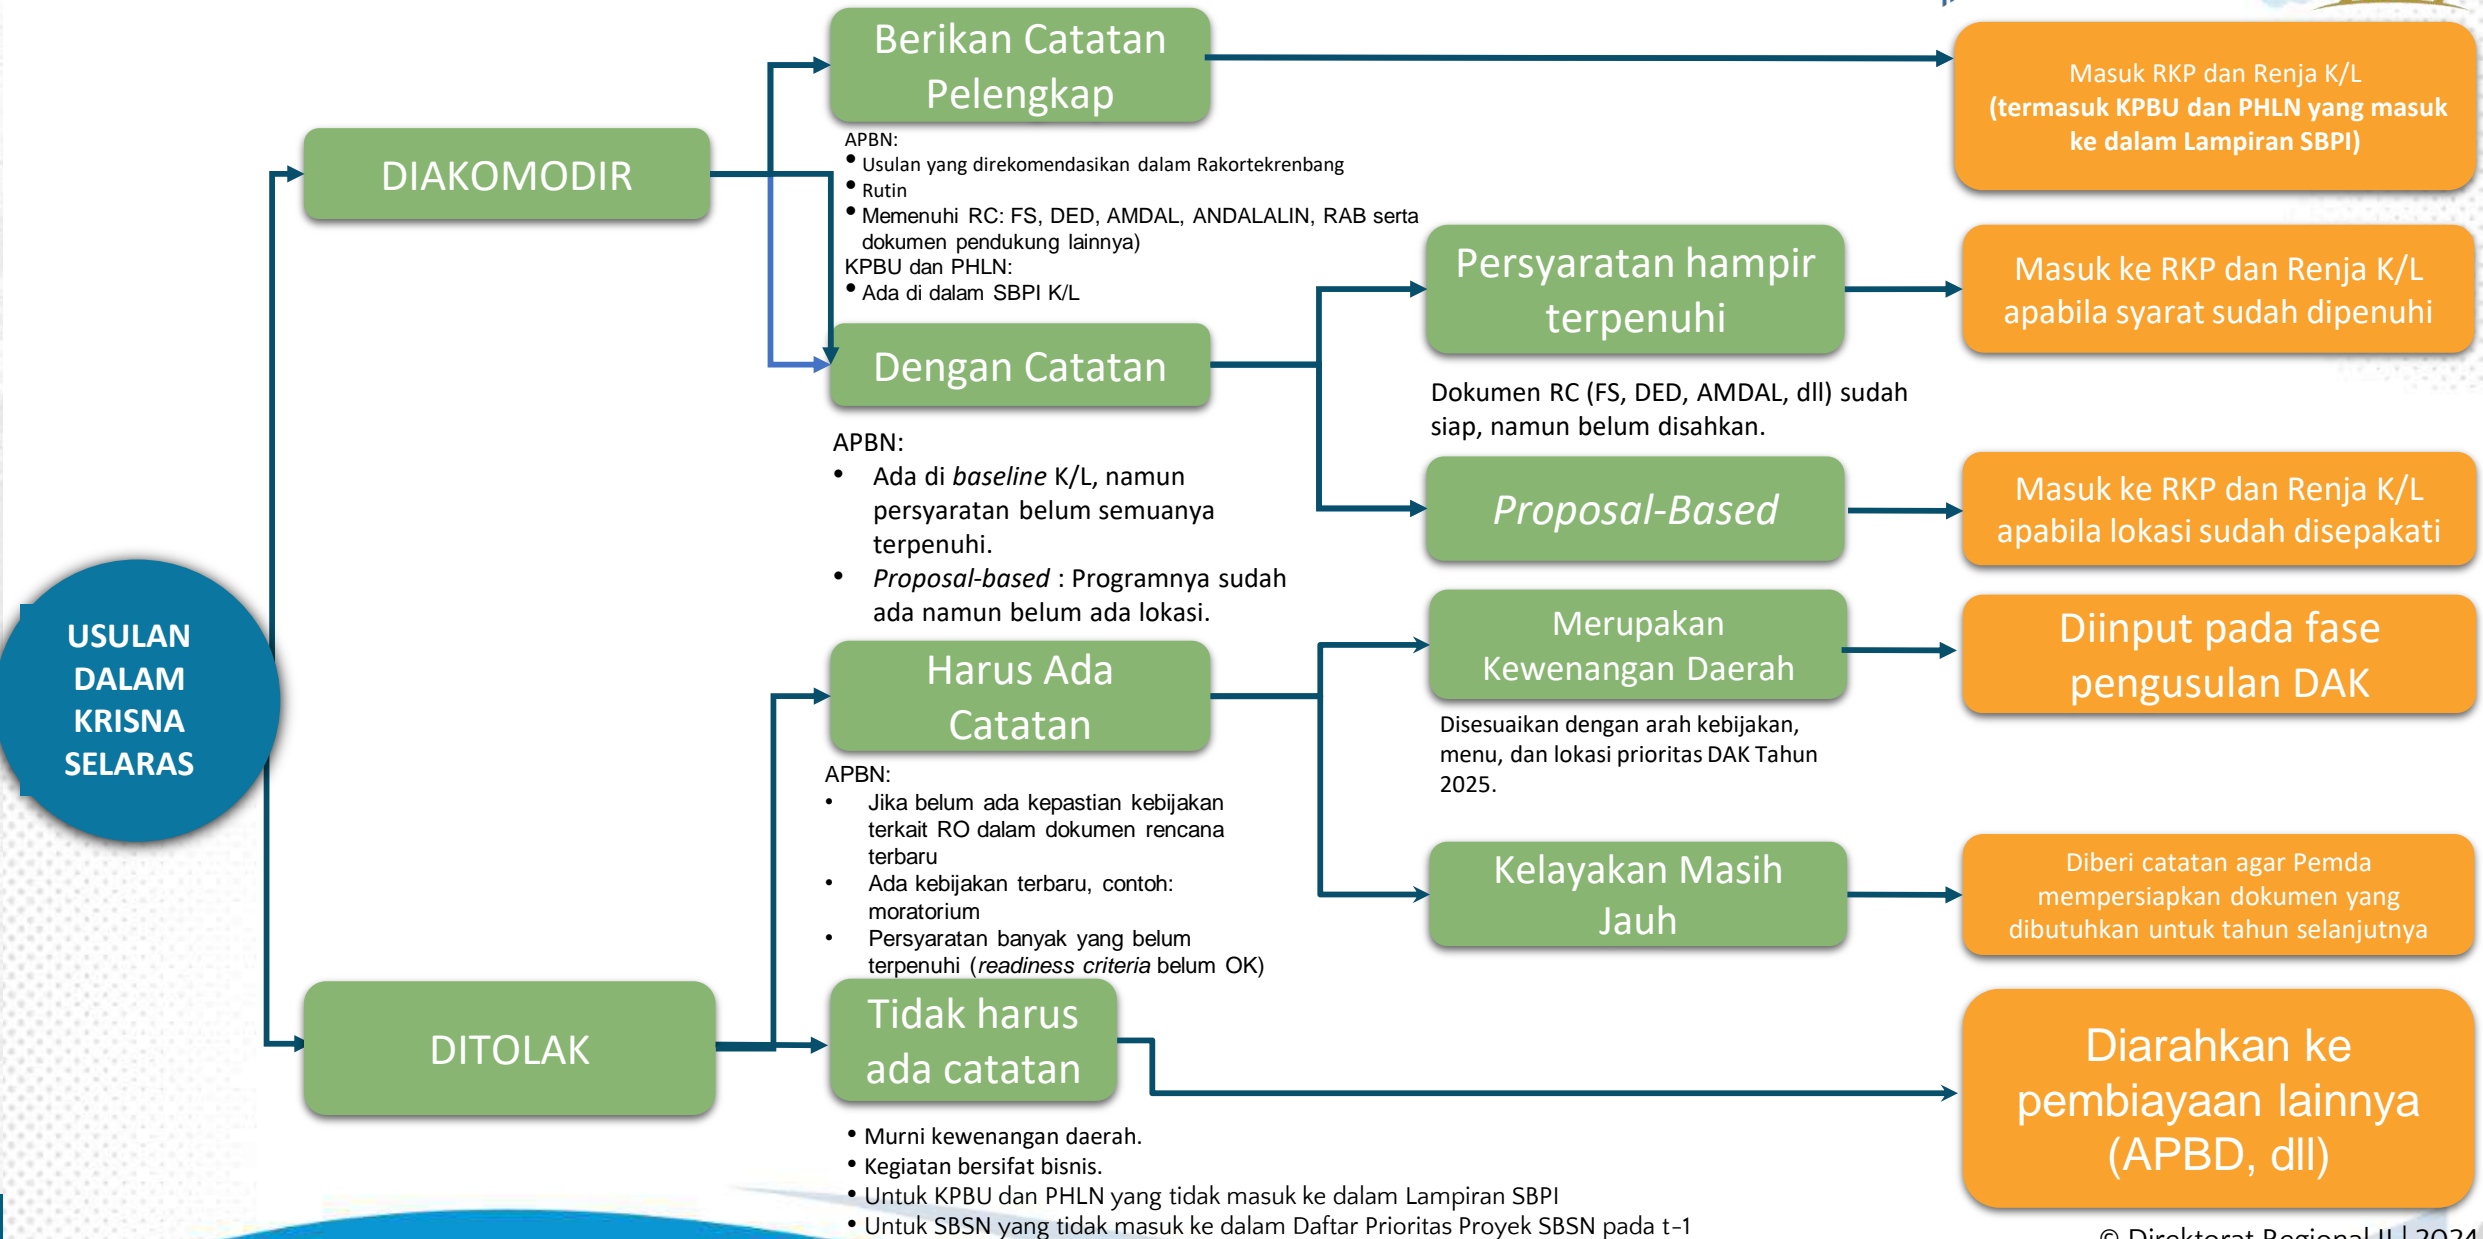 USULAN
DALAM
KRISNA
SELARAS
DIAKOMODIR
Berikan Catatan
Pelengkap
APBN:
• Usulan yang direkomendasikan dalam Rakortekrenbang
• Rutin
• Memenuhi RC: FS, DED, AMDAL, ANDALALIN, RAB serta
dokumen pendukung lainnya)
KPBU dan PHLN:
• Ada di dalam SBPI K/L
Masuk RKP dan Renja K/L
(termasuk KPBU dan PHLN yang masuk
ke dalam Lampiran SBPI)
Dengan Catatan
APBN:
• Ada di baseline K/L, namun
persyaratan belum semuanya
terpenuhi.
• Proposal-based : Programnya sudah
ada namun belum ada lokasi.
Persyaratan hampir
terpenuhi
Dokumen RC (FS, DED, AMDAL, dll) sudah
siap, namun belum disahkan.
Masuk ke RKP dan Renja K/L
apabila syarat sudah dipenuhi
Proposal-Based
Masuk ke RKP dan Renja K/L
apabila lokasi sudah disepakati
DITOLAK
Harus Ada
Catatan
APBN:
• Jika belum ada kepastian kebijakan
terkait RO dalam dokumen rencana
terbaru
• Ada kebijakan terbaru, contoh:
moratorium
• Persyaratan banyak yang belum
terpenuhi (readiness criteria belum OK)
Merupakan
Kewenangan Daerah
Disesuaikan dengan arah kebijakan,
menu, dan lokasi prioritas DAK Tahun
2025.
Diinput pada fase
pengusulan DAK
Kelayakan Masih
Jauh
Diberi catatan agar Pemda
mempersiapkan dokumen yang
dibutuhkan untuk tahun selanjutnya
Tidak harus
ada catatan
• Murni kewenangan daerah.
• Kegiatan bersifat bisnis.
• Untuk KPBU dan PHLN yang tidak masuk ke dalam Lampiran SBPI
• Untuk SBSN yang tidak masuk ke dalam Daftar Prioritas Proyek SBSN pada t-1
Diarahkan ke
pembiayaan lainnya
(APBD, dll)
© Direktorat Regional II | 2024